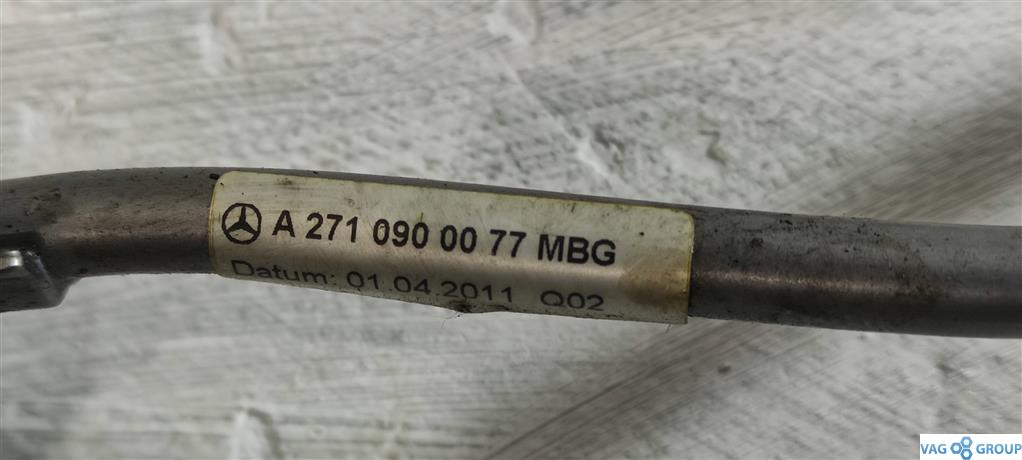 A 271 090 00 77 MBG
Datum: 01.04.2011 Q02
VAG GROUP